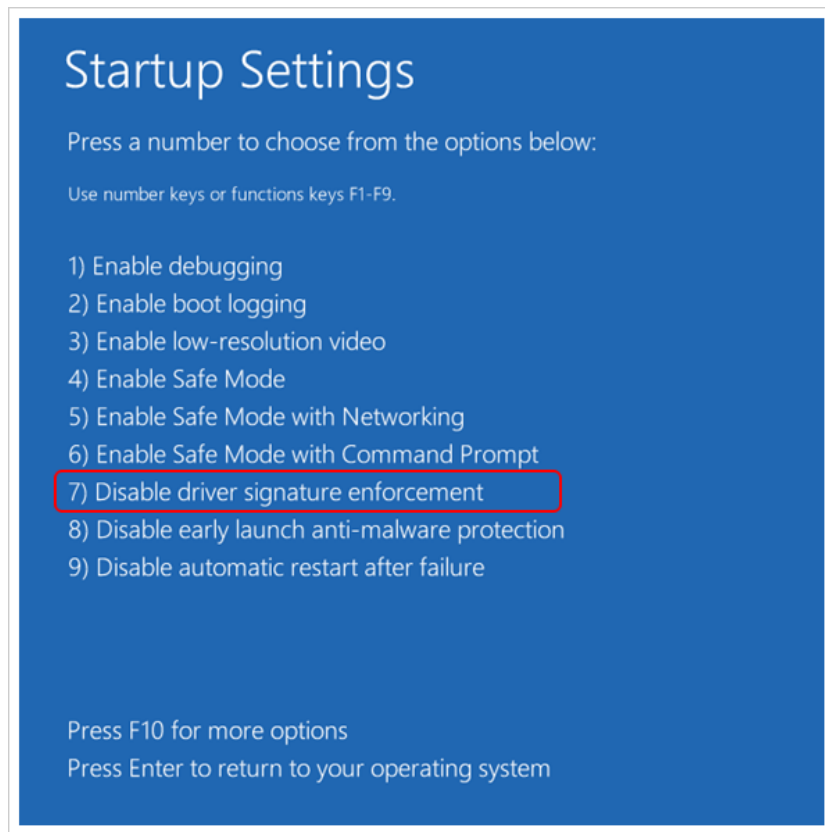 Startup Settings
Press a number to choose from the options below:
Use number keys or functions keys F1-F9.
1) Enable debugging
2) Enable boot logging
3) Enable low-resolution video
4) Enable Safe Mode
5) Enable Safe Mode with Networking
6) Enable Safe Mode with Command Prompt
7) Disable driver signature enforcement
8) Disable early launch anti-malware protection
9) Disable automatic restart after failure
Press F10 for more options
Press Enter to return to your operating system